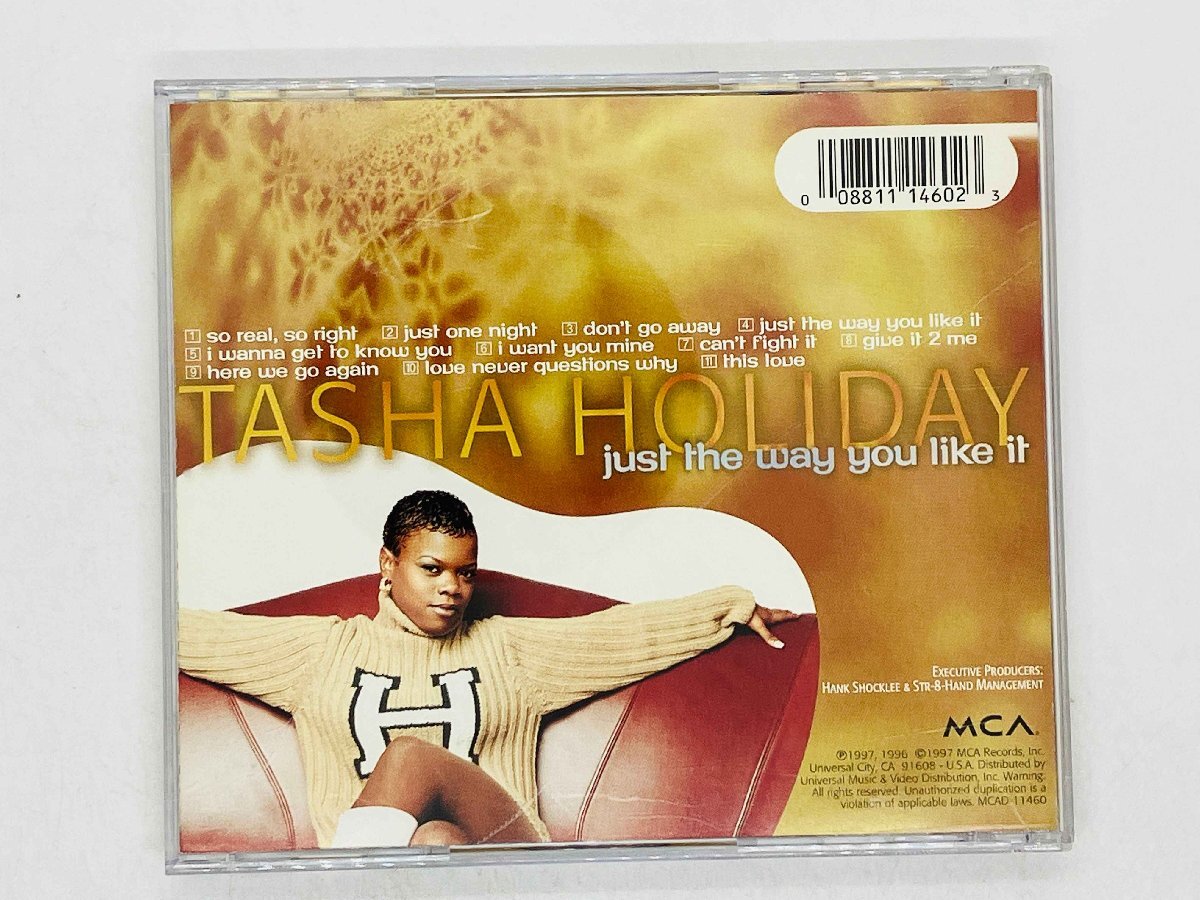 0 08811 14602 3
1 so real, so right 2 just one night 3 don't go away 4 just the way you like it
5 i wanna get to know you 6 i want you mine 7 can't fight it 8 give it 2 me
9 here we go again 10 love never questions why 11 this love
TASHA HOLIDAY
just the way you like it
H
EXECUTIVE PRODUCERS:
HANK SHOCKLEE & STR-8-HAND MANAGEMENT
MCA
℗1997, 1996 ©1997 MCA Records, Inc.
Universal City, CA 91608 - U.S.A. Distributed by
Universal Music & Video Distribution, Inc. Warning:
All rights reserved. Unauthorized duplication is a
violation of applicable laws. MCAD-11460